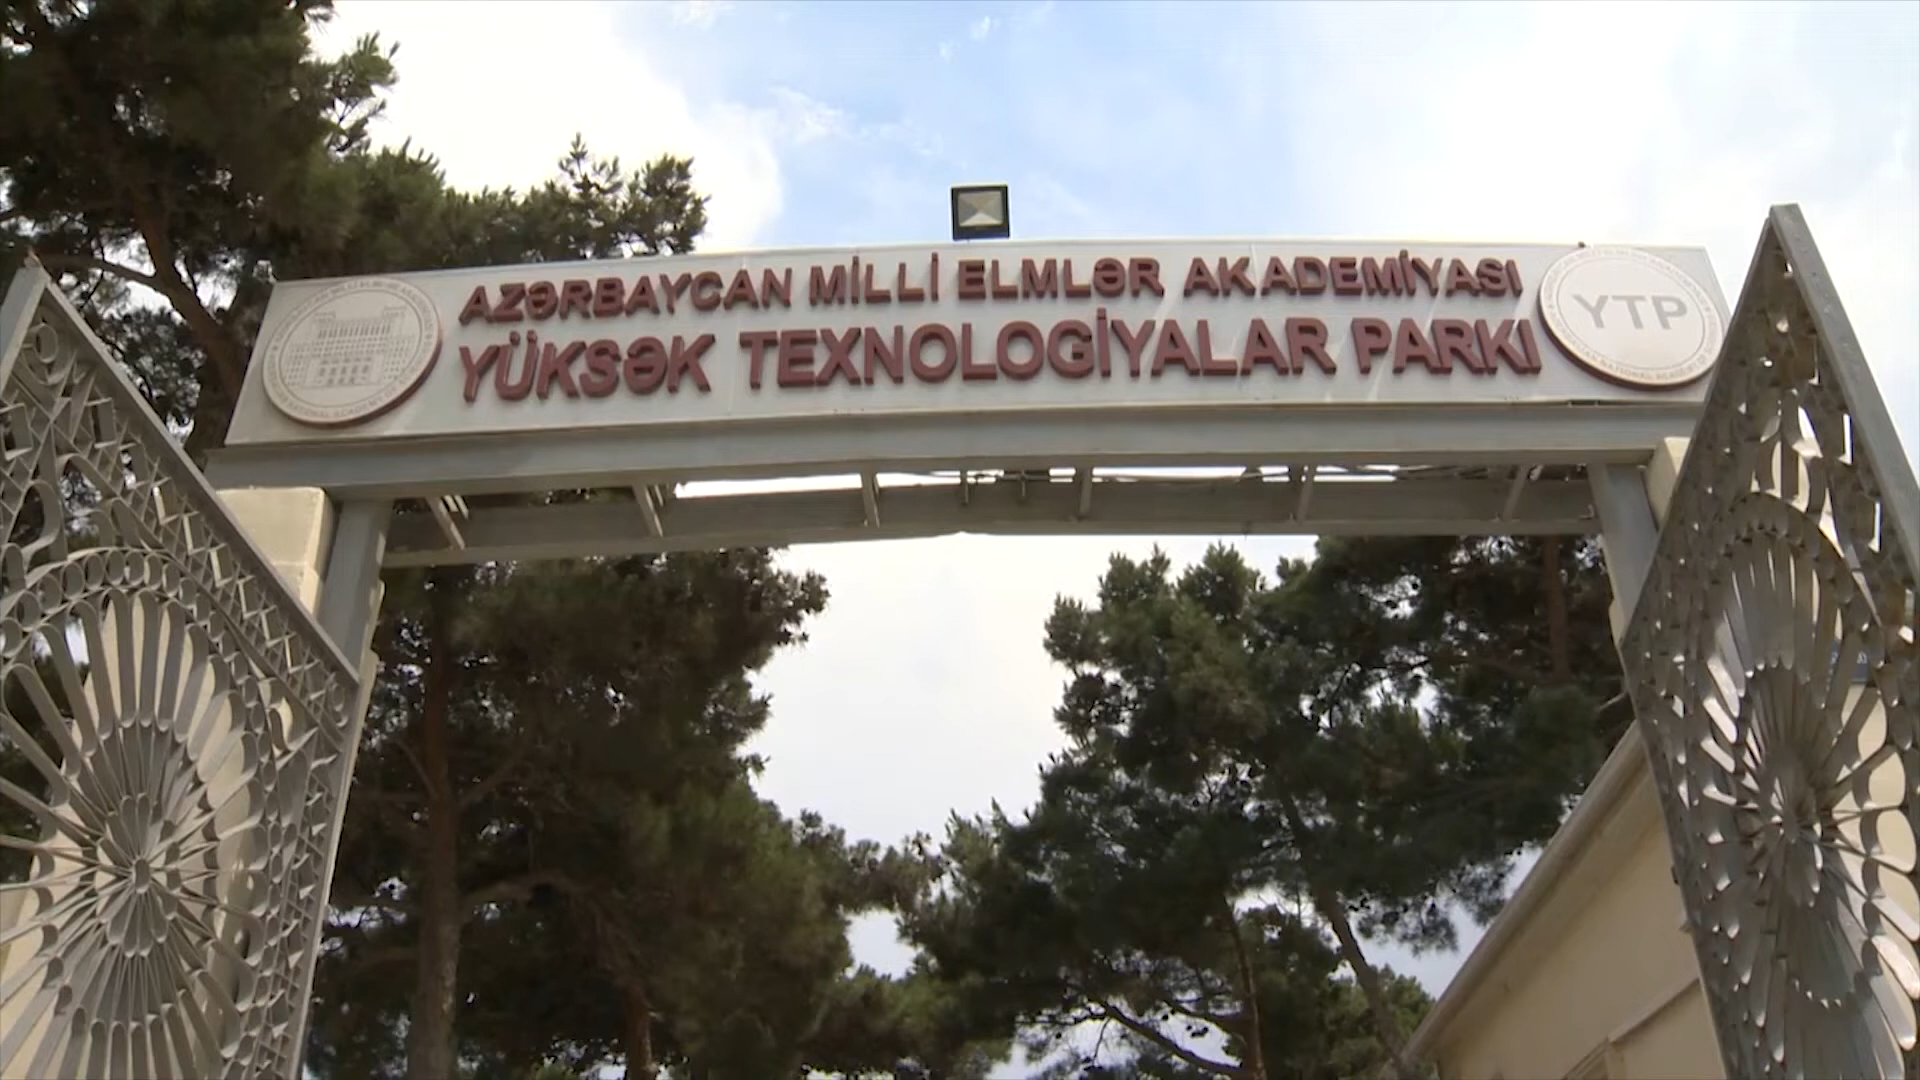 AZƏRBAYCAN MİLLİ ELMLƏR AKADEMİYASI
YÜKSƏK TEXNOLOGİYALAR PARKI
YTP